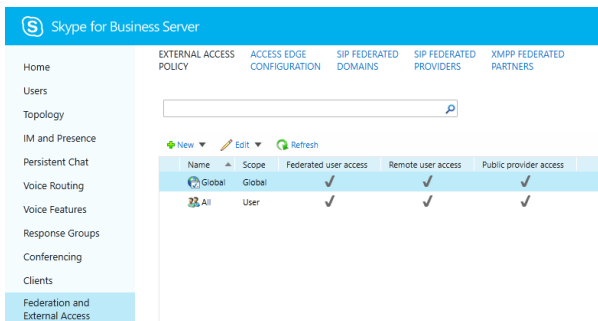 Skype for Business Server
Home
Users
Topology
IM and Presence
Persistent Chat
Voice Routing
Voice Features
Response Groups
Conferencing
Clients
Federation and
External Access
EXTERNAL ACCESS
POLICY
ACCESS EDGE
CONFIGURATION
SIP FEDERATED
DOMAINS
SIP FEDERATED
PROVIDERS
XMPP FEDERATED
PARTNERS
New Edit Refresh
Name Scope Federated user access Remote user access Public provider access
Global Global
All User